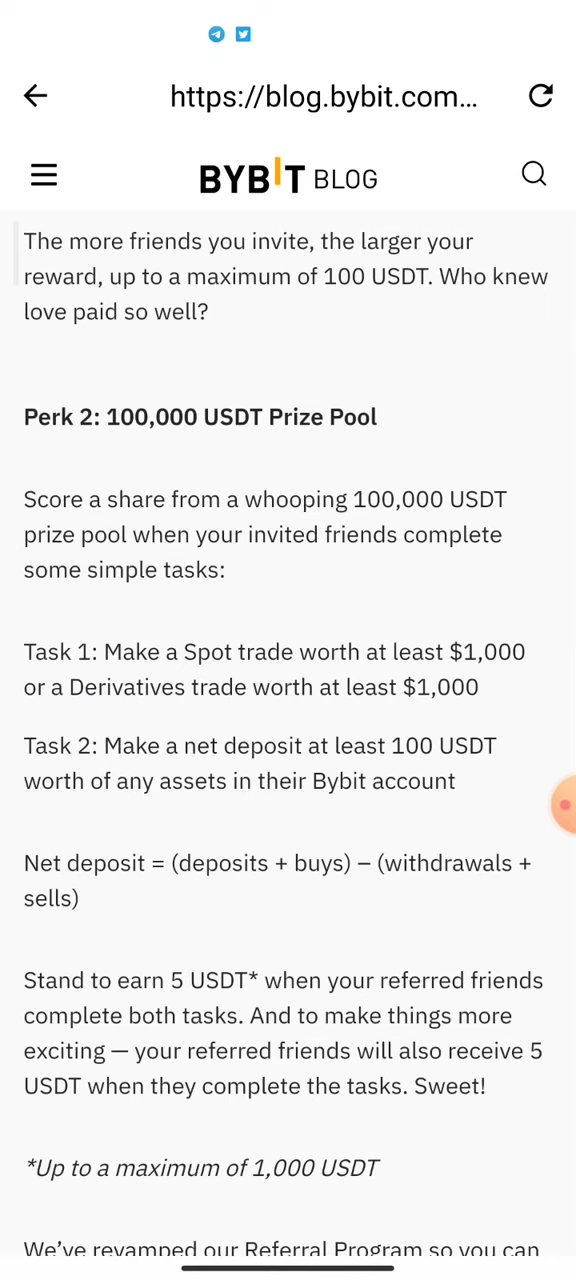 https://blog.bybit.com...
BYBIT BLOG
The more friends you invite, the larger your
reward, up to a maximum of 100 USDT. Who knew
love paid so well?
Perk 2: 100,000 USDT Prize Pool
Score a share from a whooping 100,000 USDT
prize pool when your invited friends complete
some simple tasks:
Task 1: Make a Spot trade worth at least $1,000
or a Derivatives trade worth at least $1,000
Task 2: Make a net deposit at least 100 USDT
worth of any assets in their Bybit account
Net deposit = (deposits + buys) – (withdrawals +
sells)
Stand to earn 5 USDT* when your referred friends
complete both tasks. And to make things more
exciting — your referred friends will also receive 5
USDT when they complete the tasks. Sweet!
*Up to a maximum of 1,000 USDT
We’ve revamped our Referral Program so you can